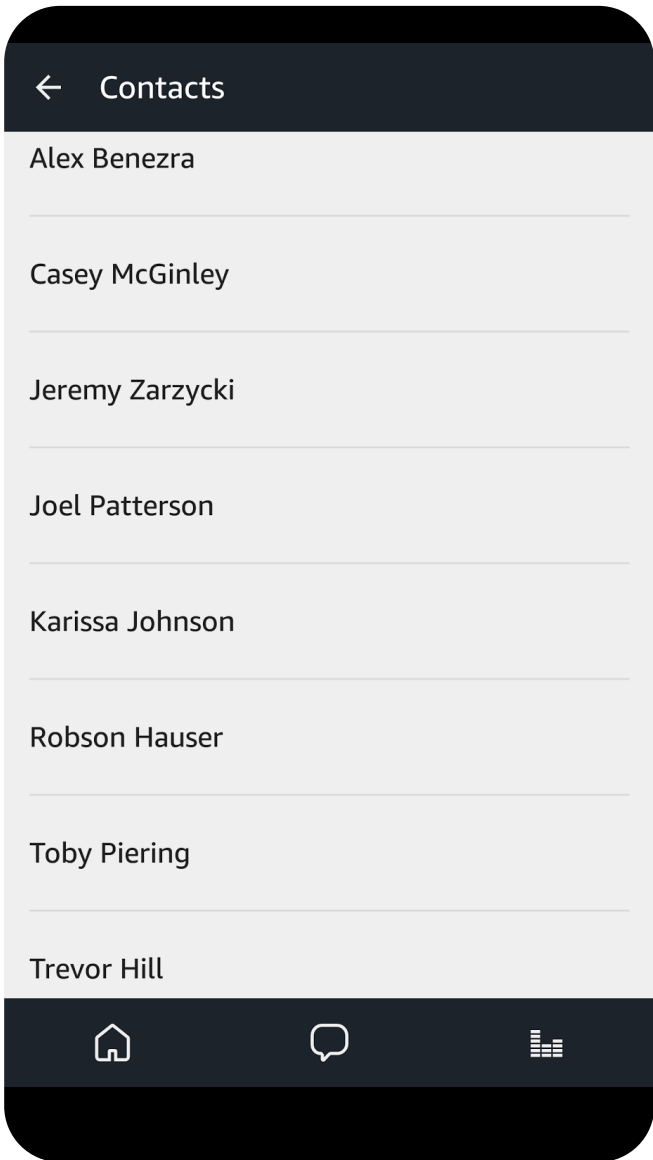 Contacts
Alex Benezra
Casey McGinley
Jeremy Zarzycki
Joel Patterson
Karissa Johnson
Robson Hauser
Toby Piering
Trevor Hill